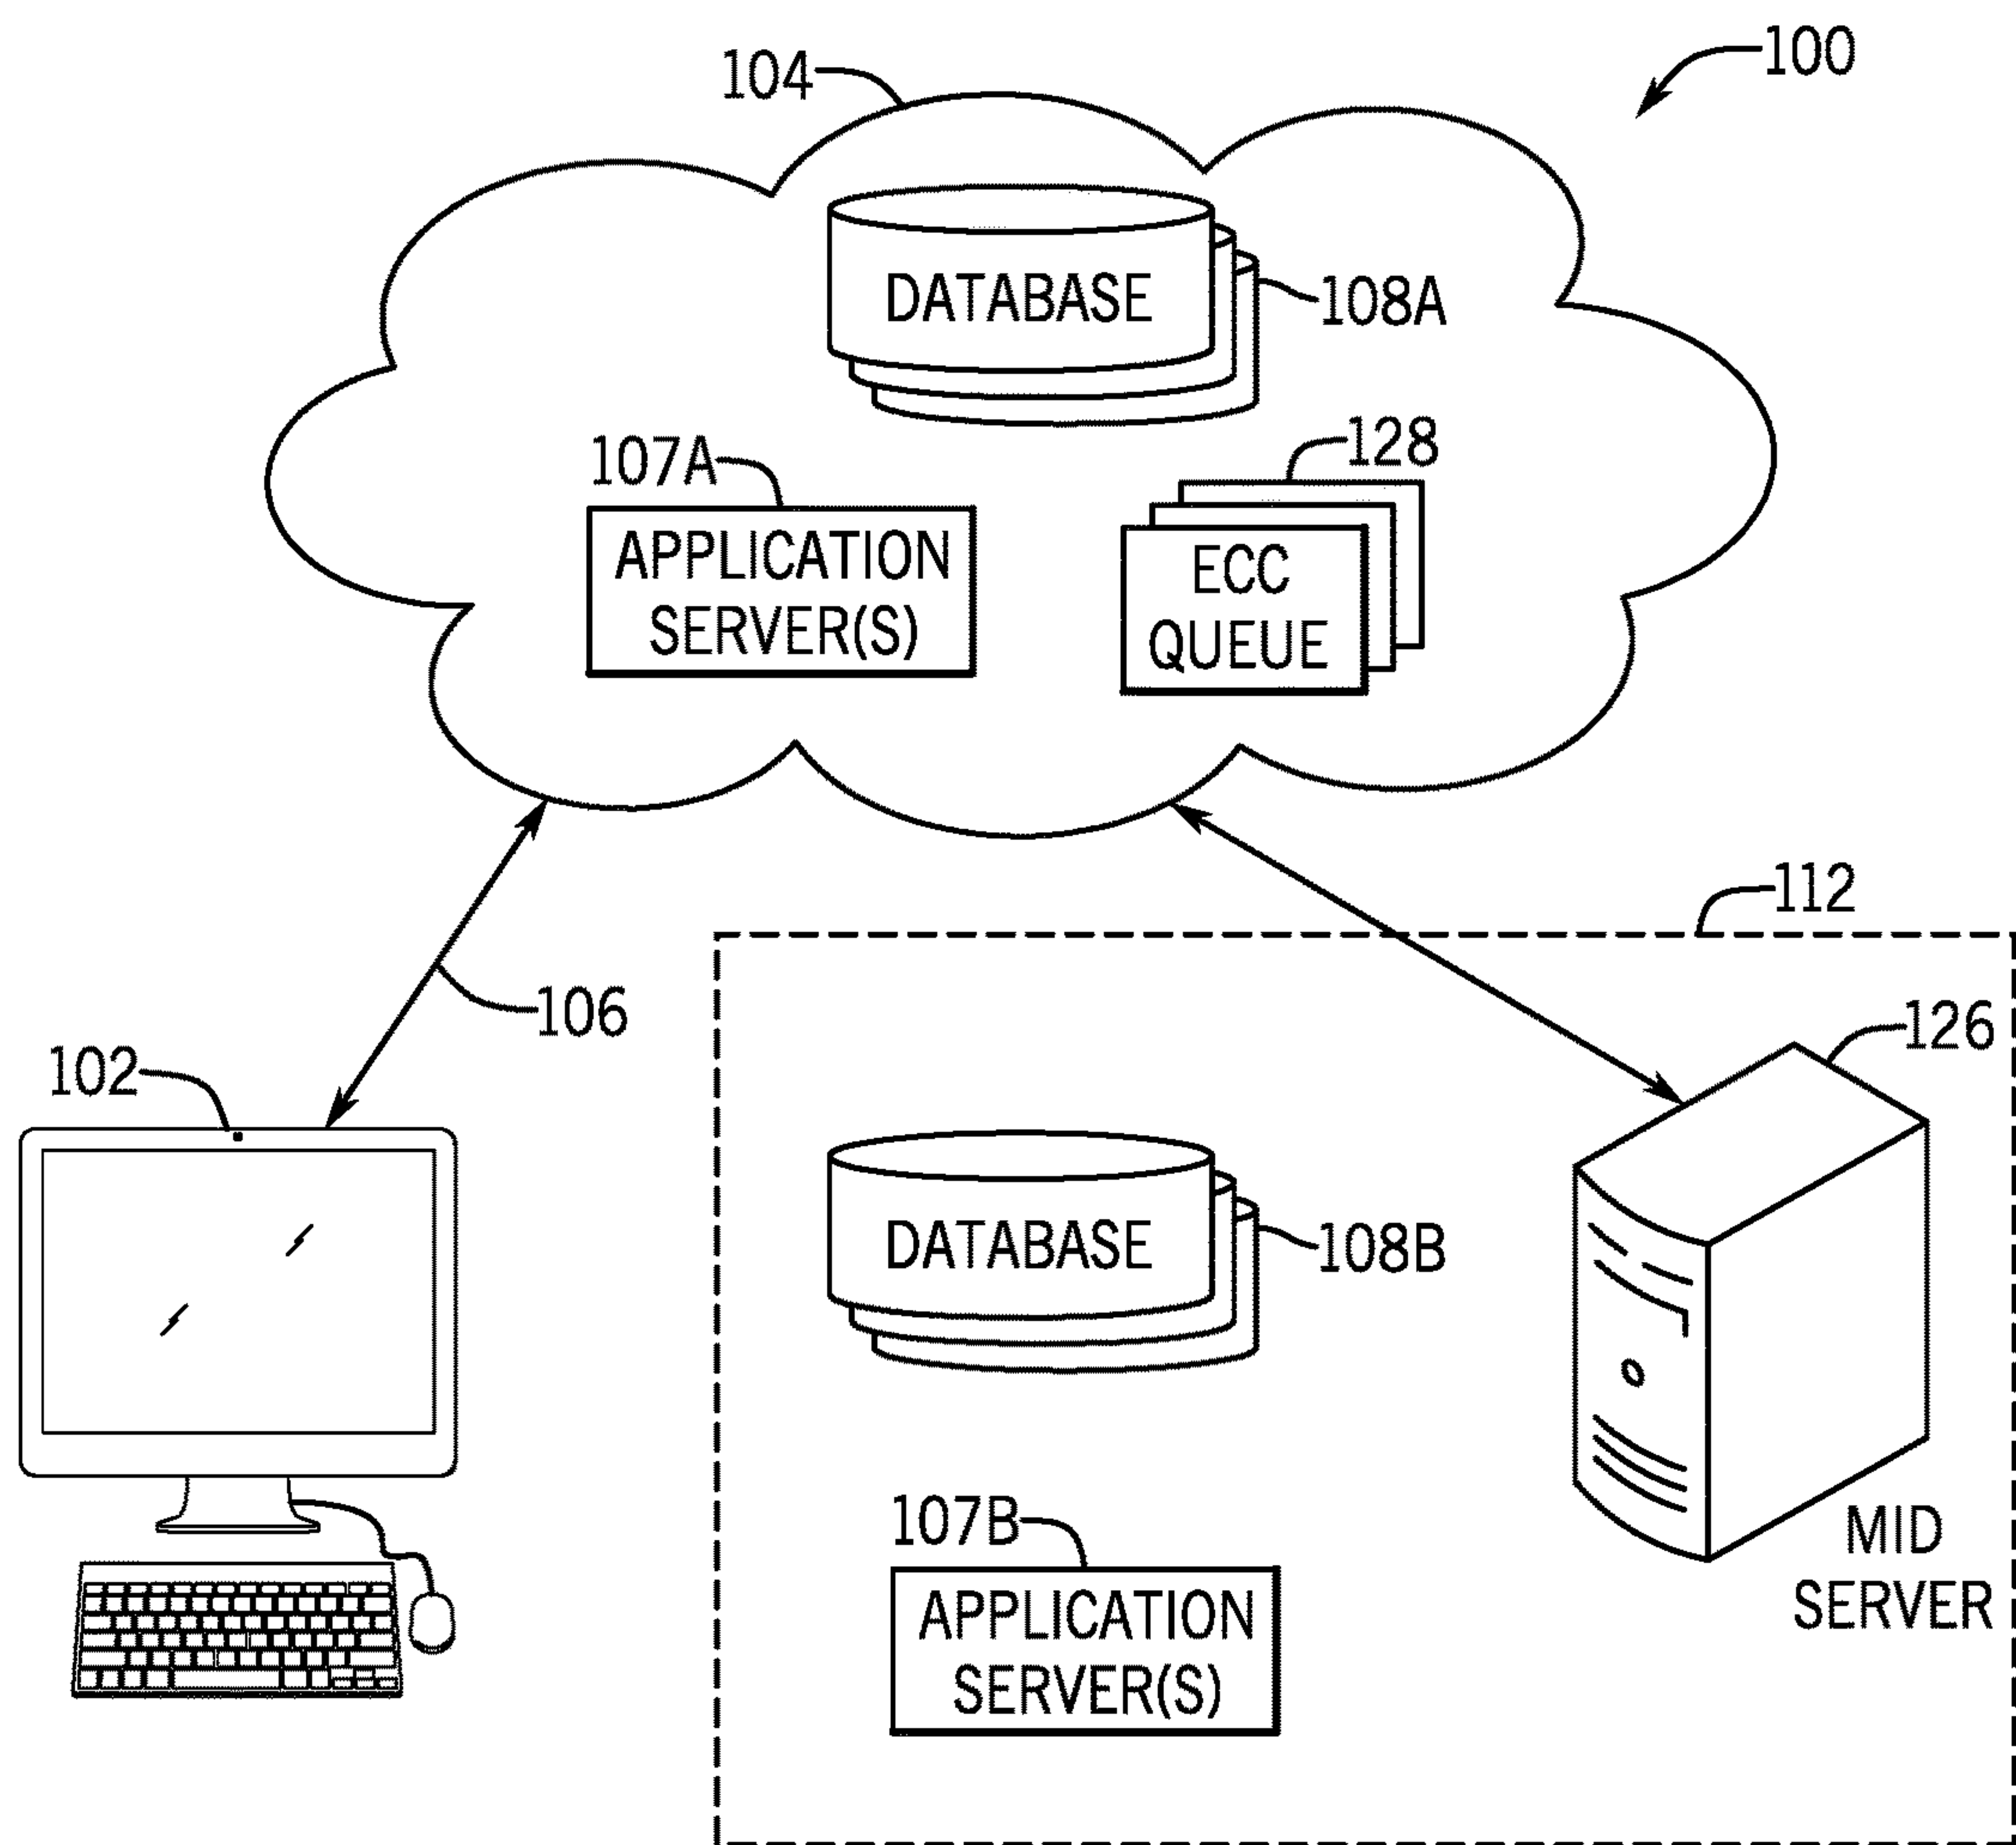 100
104
DATABASE
108A
107A
128
APPLICATION
SERVER(S)
ECC
QUEUE
112
106
102
126
DATABASE
108B
107B
MID
SERVER
APPLICATION
SERVER(S)